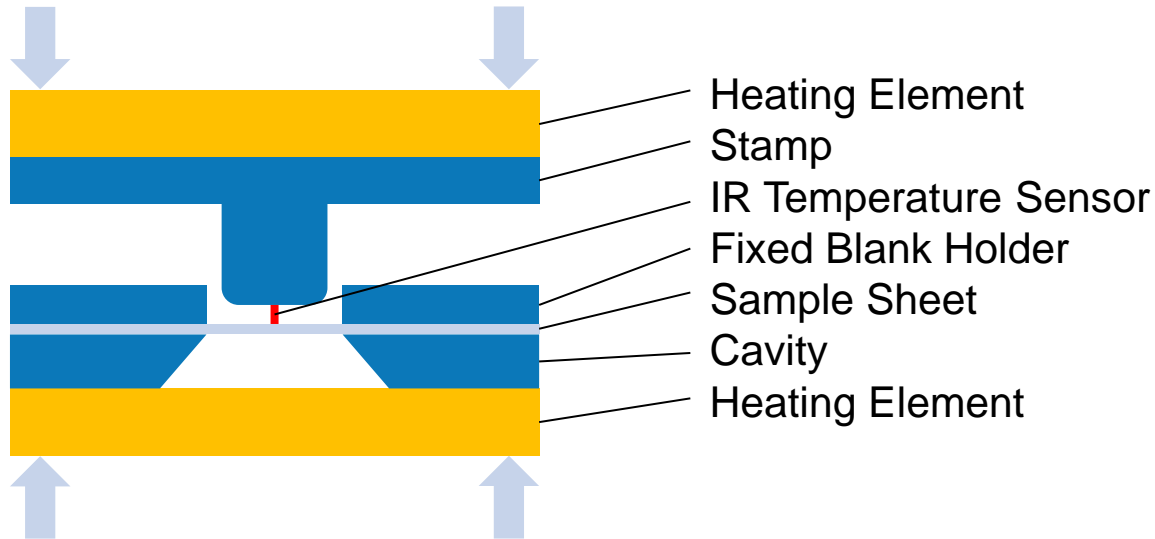 Heating Element
Stamp
IR Temperature Sensor
Fixed Blank Holder
Sample Sheet
Cavity
Heating Element